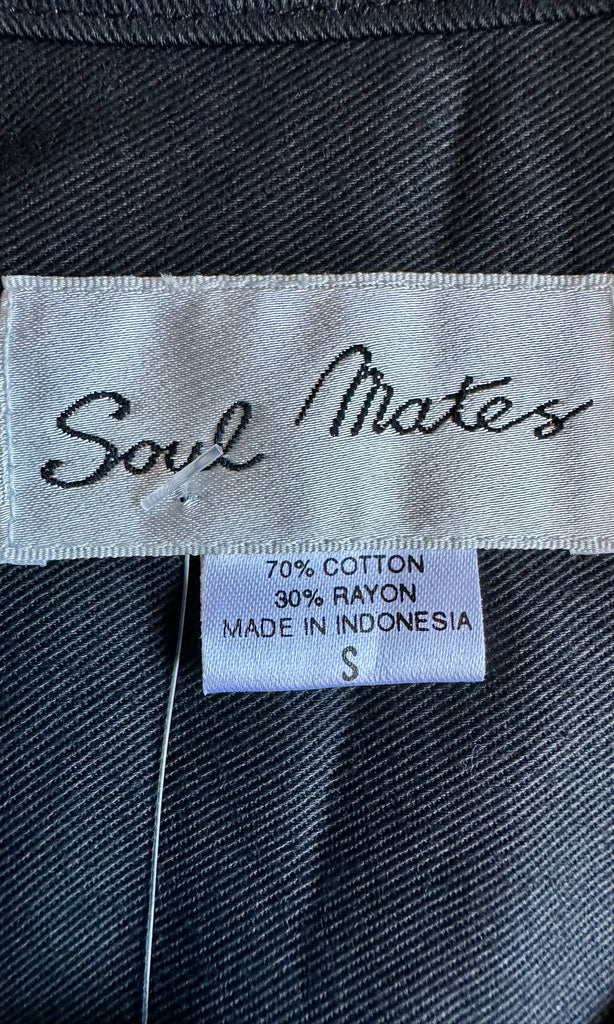 Soul Mates
70% COTTON
30% RAYON
MADE IN INDONESIA
S